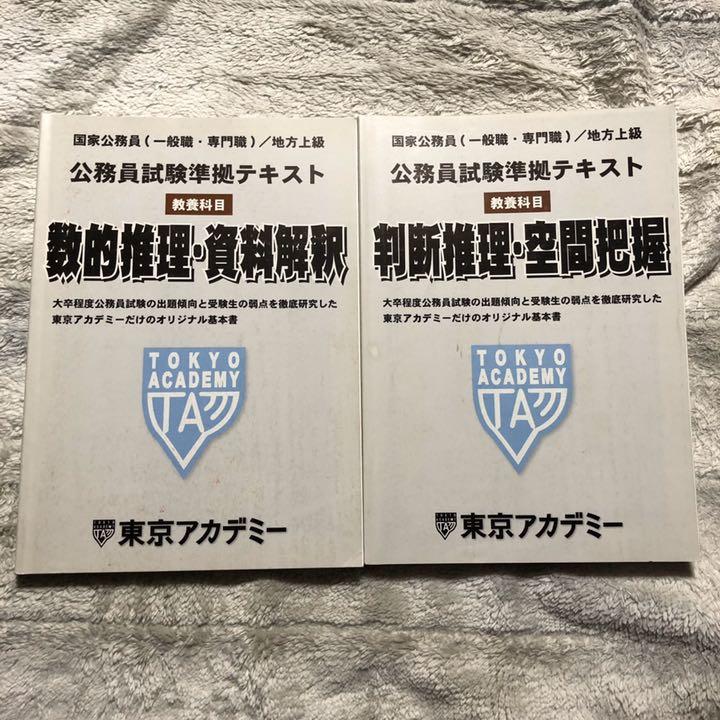 国家公務員(一般職・専門職)/地方上級
公務員試験準拠テキスト
教養科目
数的推理・資料解釈
大卒程度公務員試験の出題傾向と受験生の弱点を徹底研究した
東京アカデミーだけのオリジナル基本書
TOKYO
ACADEMY
TA
TOKYO
ACADEMY
TA
東京アカデミー
国家公務員(一般職・専門職)/地方上級
公務員試験準拠テキスト
教養科目
判断推理・空間把握
大卒程度公務員試験の出題傾向と受験生の弱点を徹底研究した
東京アカデミーだけのオリジナル基本書
TOKYO
ACADEMY
TA
TOKYO
ACADEMY
TA
東京アカデミー